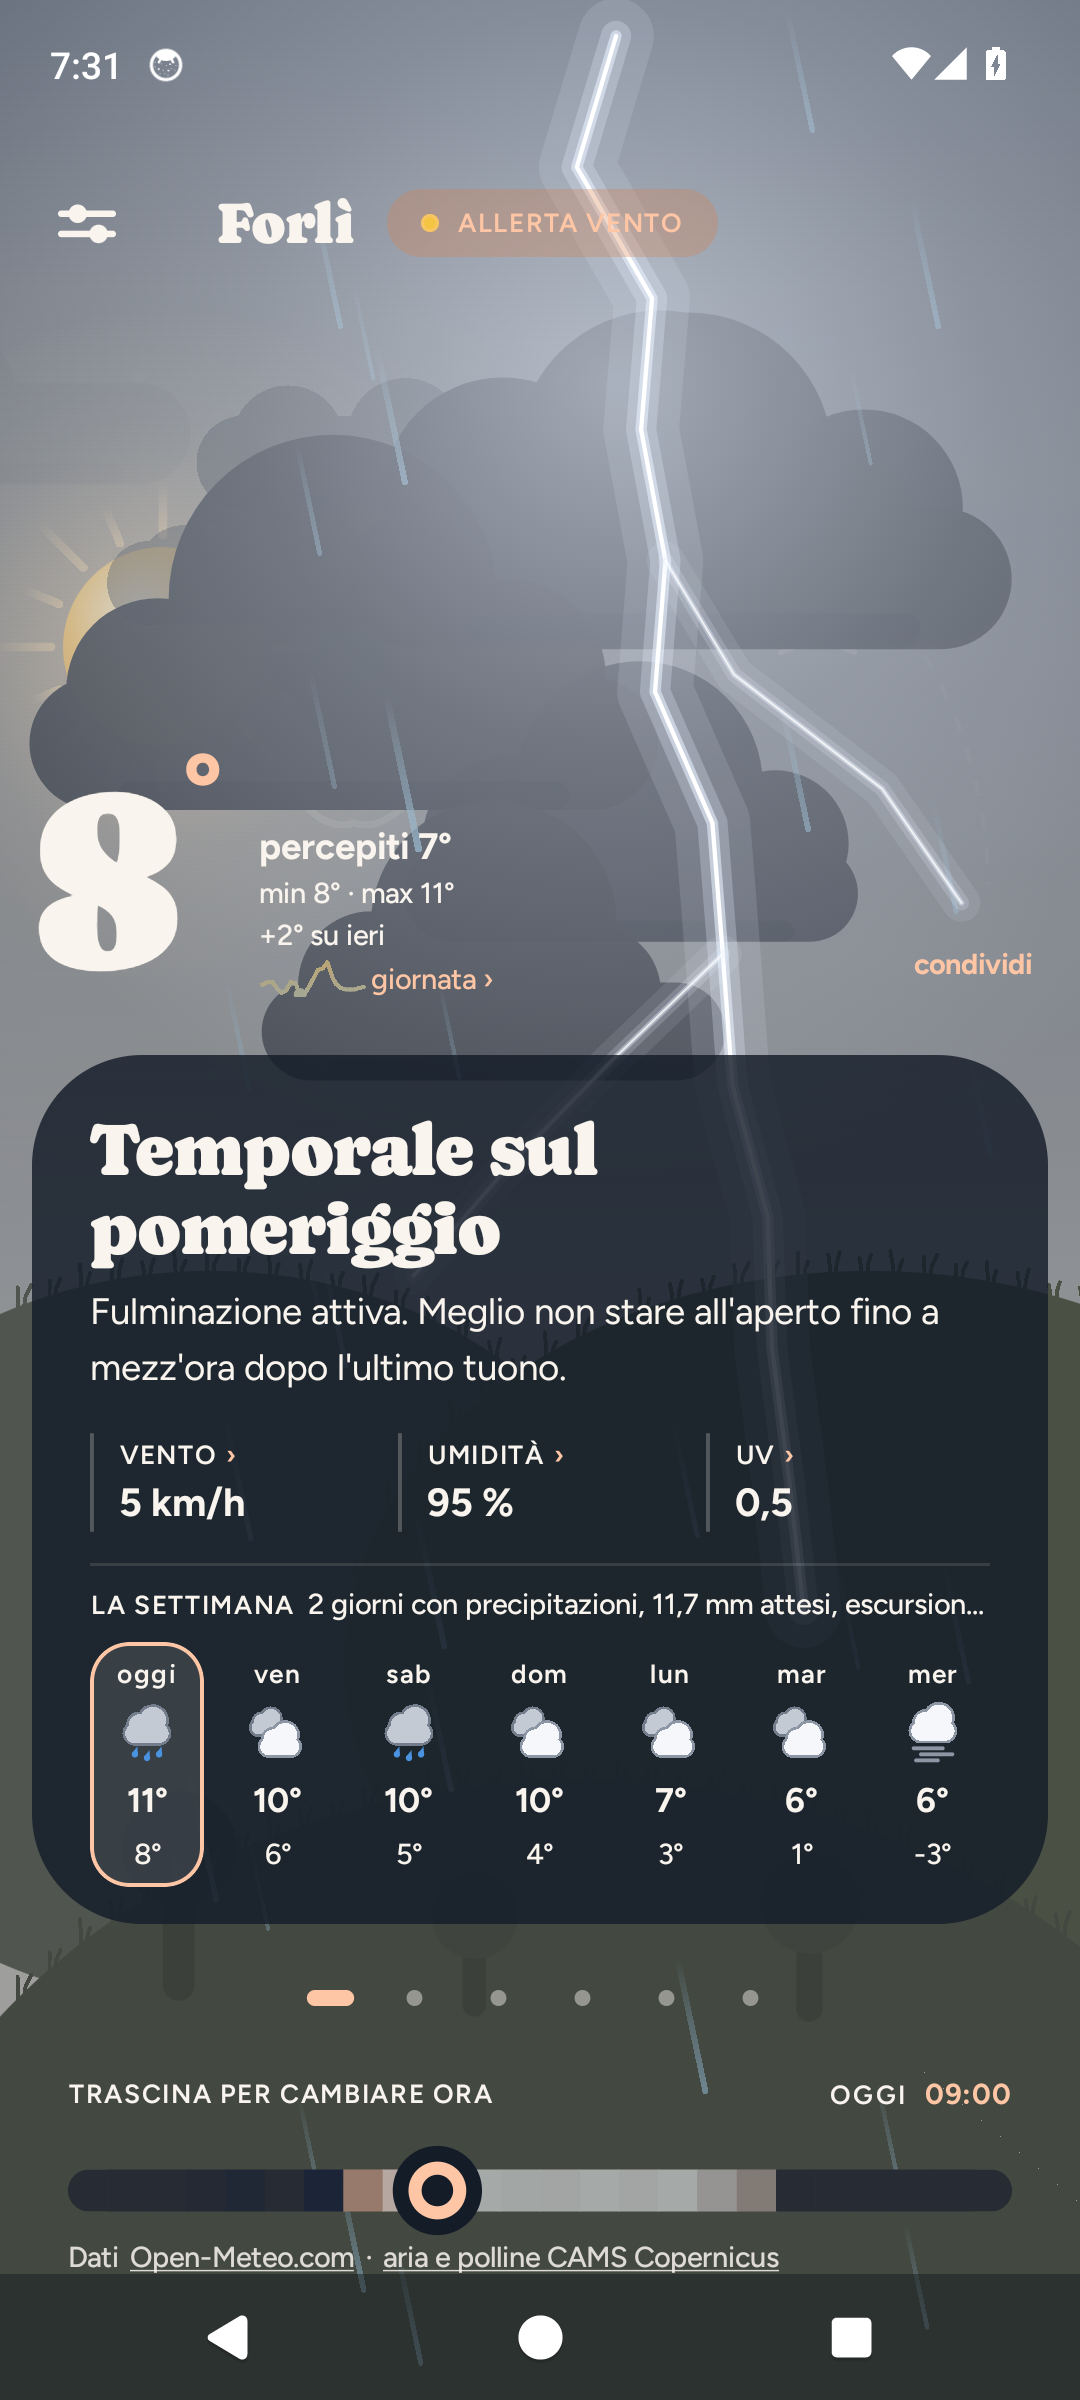 7:31
Forlì
ALLERTA VENTO
8
percepiti 7°
min 8° · max 11°
+2° su ieri
giornata ›
condividi
Temporale sul
pomeriggio
Fulminazione attiva. Meglio non stare all'aperto fino a
mezz'ora dopo l'ultimo tuono.
VENTO › UMIDITÀ › UV ›
5 km/h 95 % 0,5
LA SETTIMANA 2 giorni con precipitazioni, 11,7 mm attesi, escursion...
oggi ven sab dom lun mar mer
11° 10° 10° 10° 7° 6° 6°
8° 6° 5° 4° 3° 1° -3°
TRASCINA PER CAMBIARE ORA OGGI 09:00
Dati Open-Meteo.com · aria e polline CAMS Copernicus